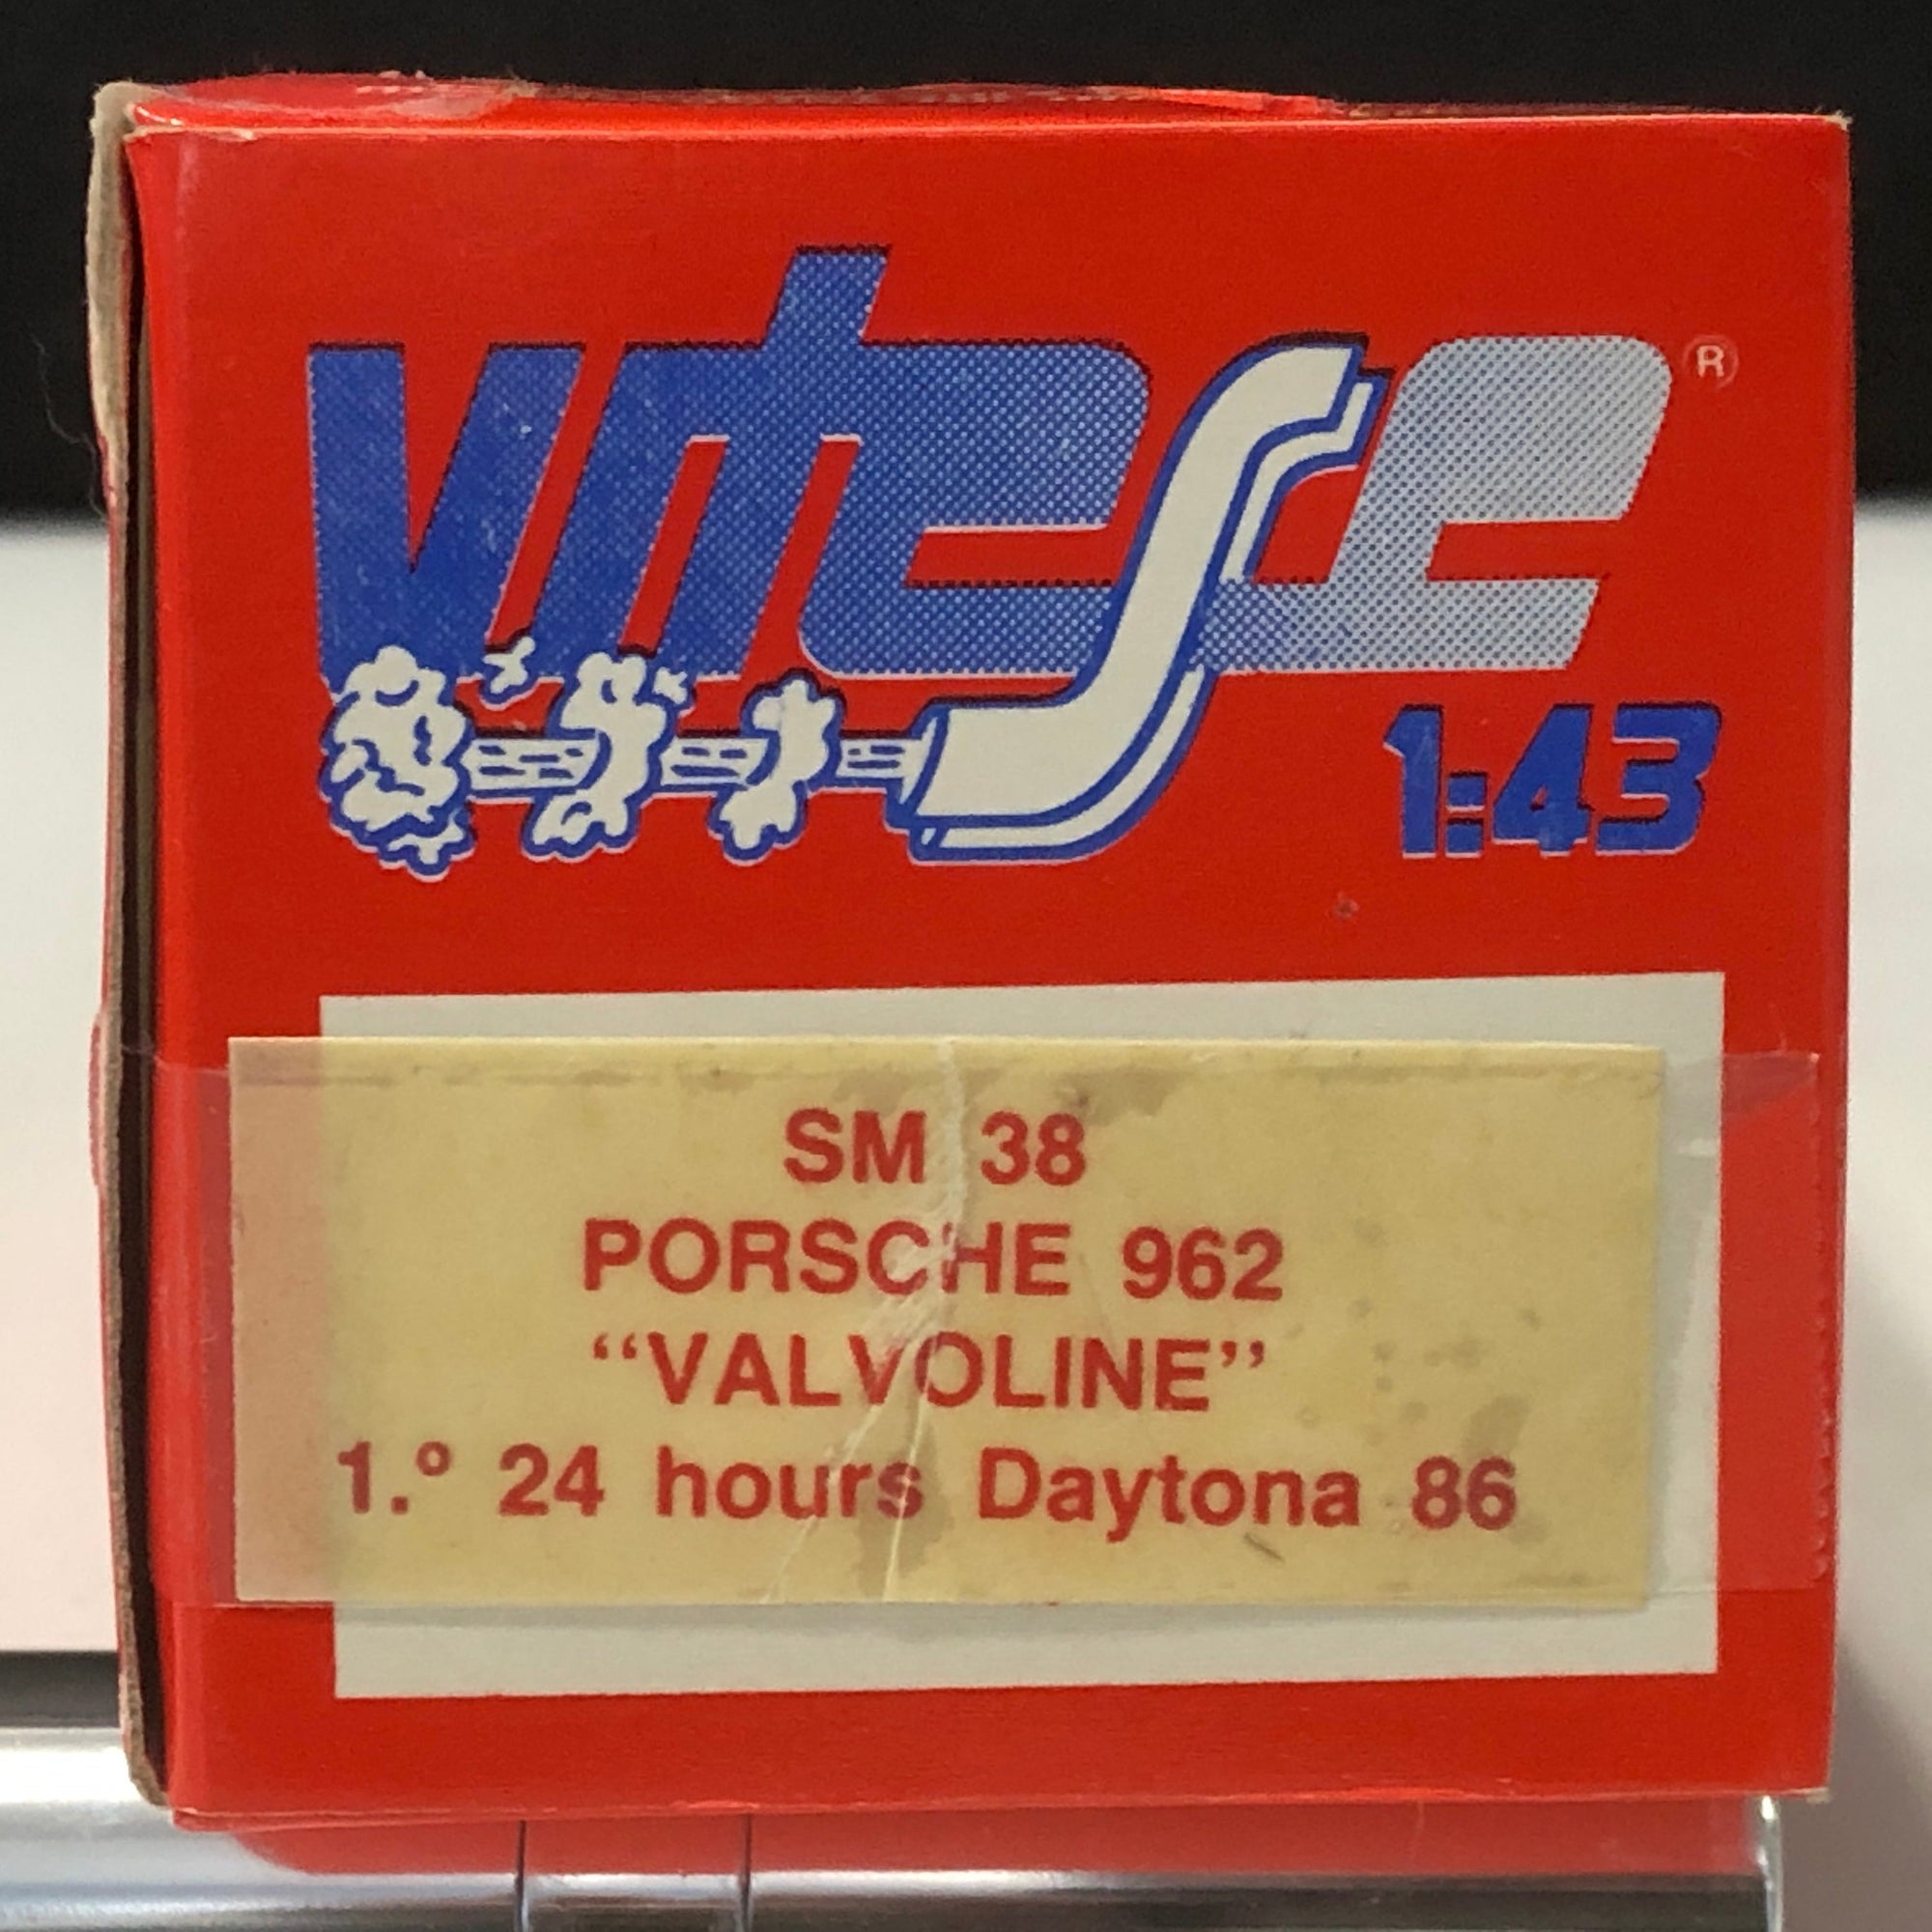 vitesse ®
1:43
SM 38
PORSCHE 962
“VALVOLINE”
1.º 24 hours Daytona 86